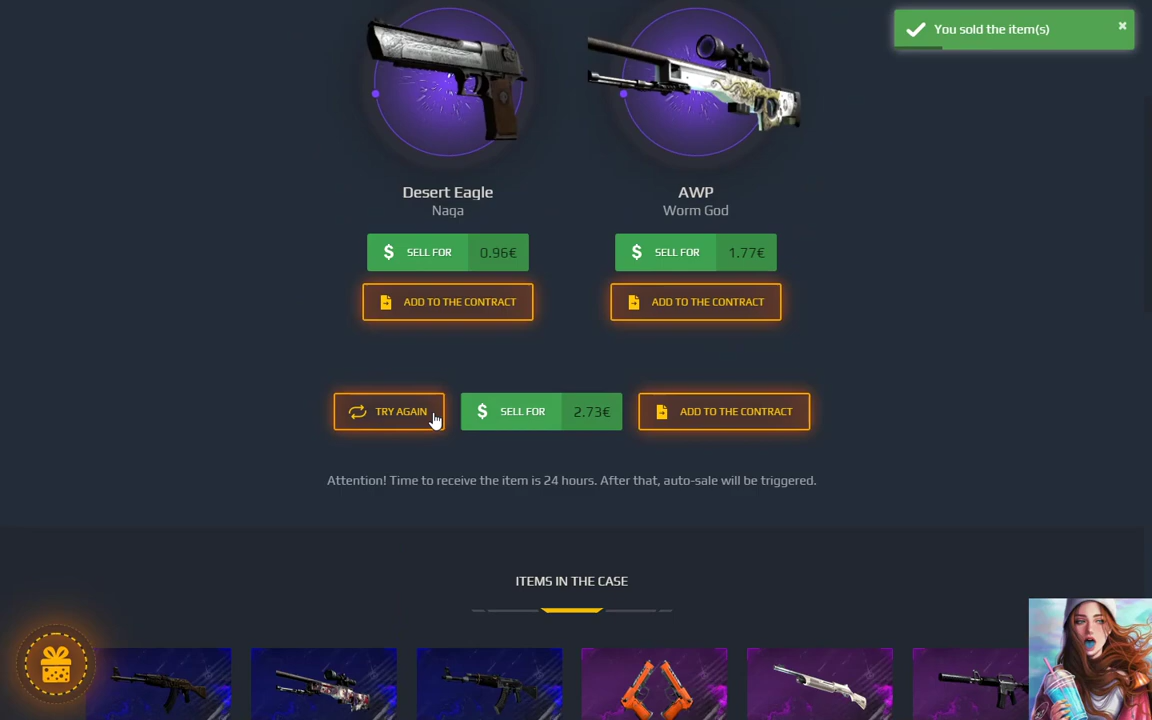 You sold the item(s)
Desert Eagle
Naga
AWP
Worm God
$ SELL FOR 0.96€
$ SELL FOR 1.77€
ADD TO THE CONTRACT
ADD TO THE CONTRACT
TRY AGAIN
$ SELL FOR 2.73€
ADD TO THE CONTRACT
Attention! Time to receive the item is 24 hours. After that, auto-sale will be triggered.
ITEMS IN THE CASE